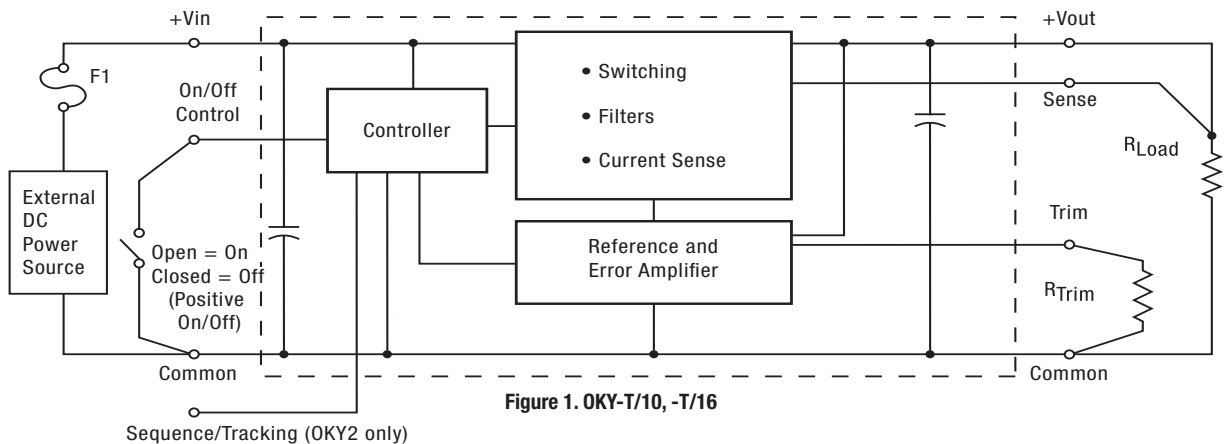 +Vin
+Vout
F1
On/Off
Control
• Switching
• Filters
• Current Sense
Controller
Sense
RLoad
External
DC
Power
Source
Open = On
Closed = Off
(Positive
On/Off)
Reference and
Error Amplifier
Trim
RTrim
Common
Common
Figure 1. OKY-T/10, -T/16
Sequence/Tracking (OKY2 only)